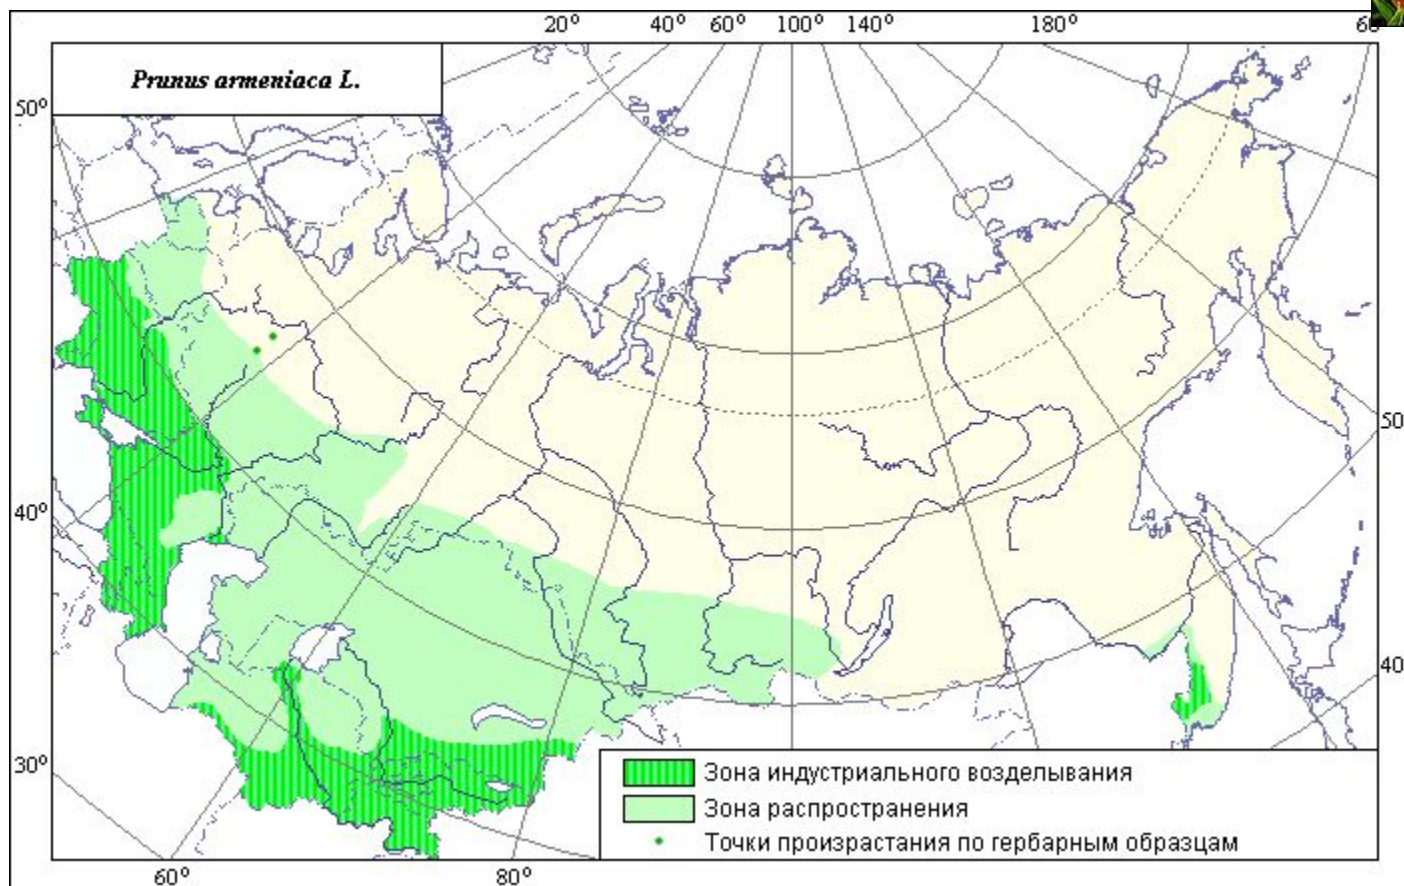 20° 40° 60° 100° 140° 180° 60
Prunus armeniaca L.
50°
50
40°
40
30°
Зона индустриального возделывания
Зона распространения
Точки произрастания по гербарным образцам
60° 80°